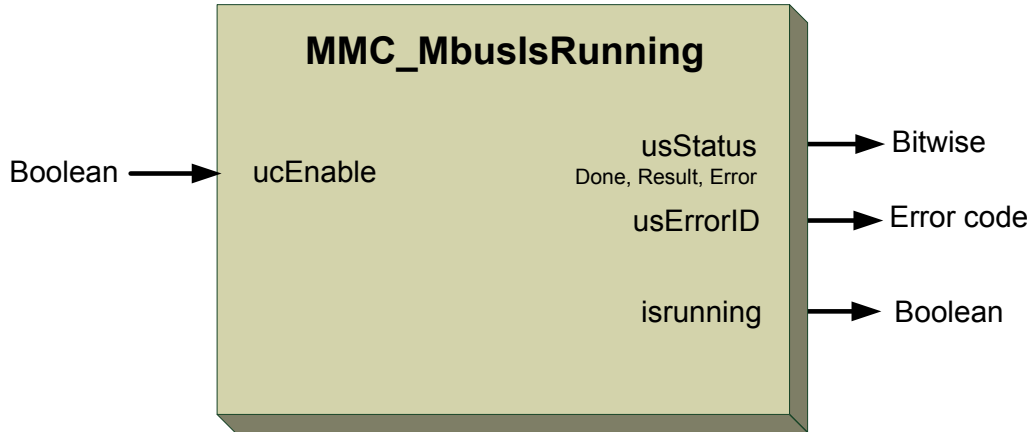 MMC_MbusIsRunning
Boolean
ucEnable
usStatus
Done, Result, Error
Bitwise
usErrorID
Error code
isrunning
Boolean